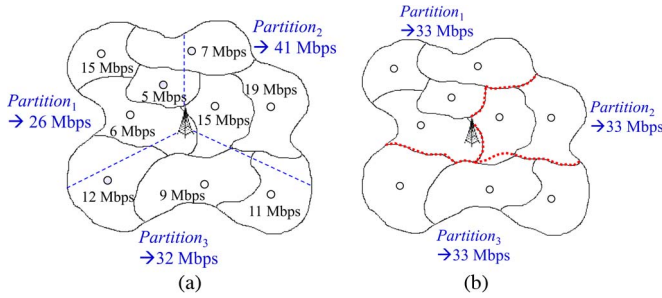 Partition₂
→ 41 Mbps
7 Mbps
15 Mbps
5 Mbps
19 Mbps
Partition₁
→ 26 Mbps
15 Mbps
6 Mbps
12 Mbps
9 Mbps
11 Mbps
Partition₃
→32 Mbps
(a)
Partition₁
→33 Mbps
Partition₂
→33 Mbps
Partition₃
→33 Mbps
(b)